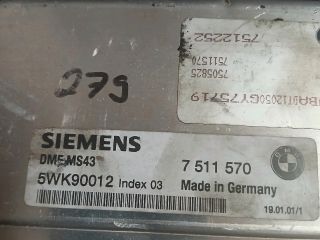 7512252
7511570
7505825
279
SIEMENS
DME-MS43
7 511 570
5WK90012 Index 03
Made in Germany
BMW
19.01.01/1